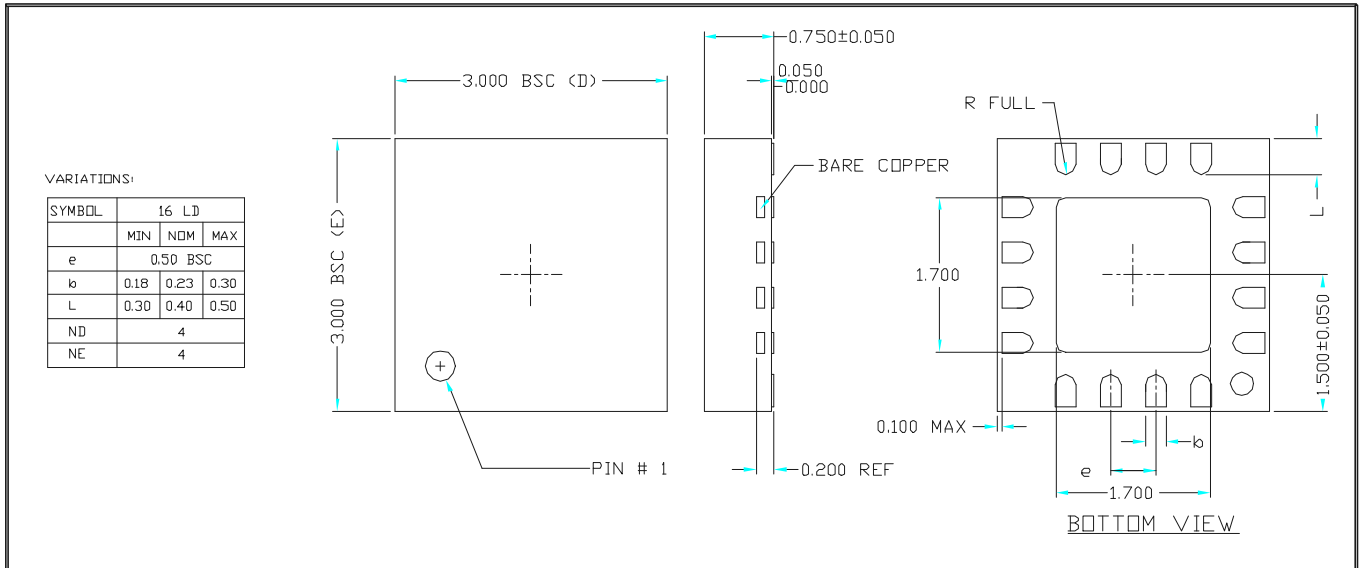 VARIATIONS:
SYMBOL 16 LD
MIN NOM MAX
e 0.50 BSC
b 0.18 0.23 0.30
L 0.30 0.40 0.50
ND 4
NE 4
3.000 BSC (D)
3.000 BSC (E)
PIN # 1
0.750±0.050
0.050
0.000
BARE COPPER
0.200 REF
R FULL
L
1.700
1.500±0.050
0.100 MAX
b
e
1.700
BOTTOM VIEW